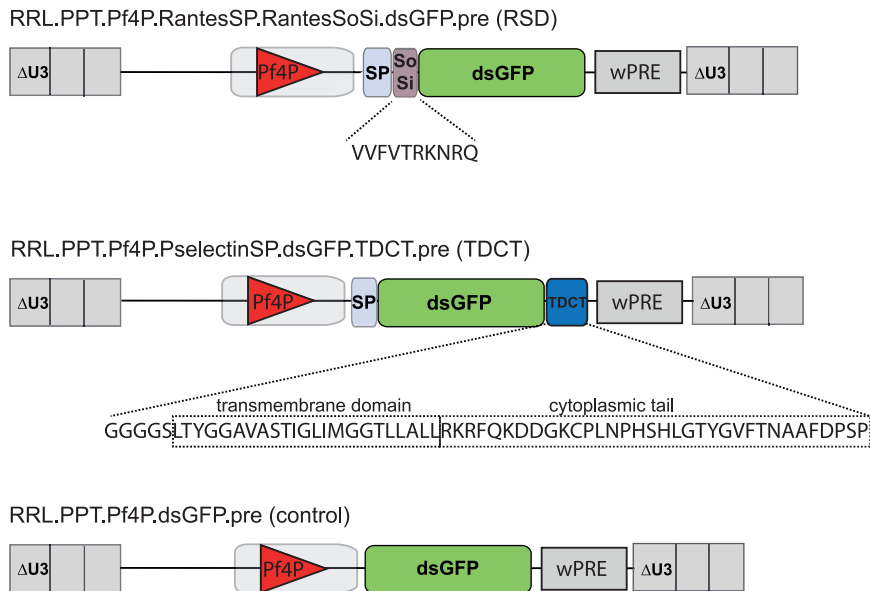 RRL.PPT.Pf4P.RantesSP.RantesSoSi.dsGFP.pre (RSD)
ΔU3 Pf4P SP So Si dsGFP wPRE ΔU3
VVFVTRKNRQ
RRL.PPT.Pf4P.PselectinSP.dsGFP.TDCT.pre (TDCT)
ΔU3 Pf4P SP dsGFP TDCT wPRE ΔU3
transmembrane domain cytoplasmic tail
GGGGSLTYGGAVASTIGLIMGGTLLALLRKRFQKDDGKCPLNPHSHLGTYGVFTNAAFDPSP
RRL.PPT.Pf4P.dsGFP.pre (control)
ΔU3 Pf4P dsGFP wPRE ΔU3